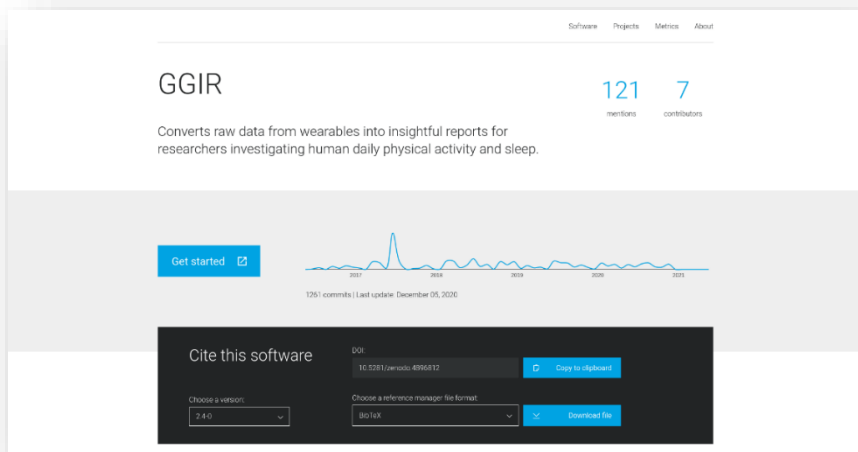 Software Projects Metrics About
GGIR
121 7
mentions contributors
Converts raw data from wearables into insightful reports for
researchers investigating human daily physical activity and sleep.
Get started
2017 2018 2019 2020 2021
1261 commits | Last update: December 05, 2020
Cite this software
DOI:
10.5281/zenodo.4896812
Copy to clipboard
Choose a version:
Choose a reference manager file format:
2.4-0
BibTeX
Download file